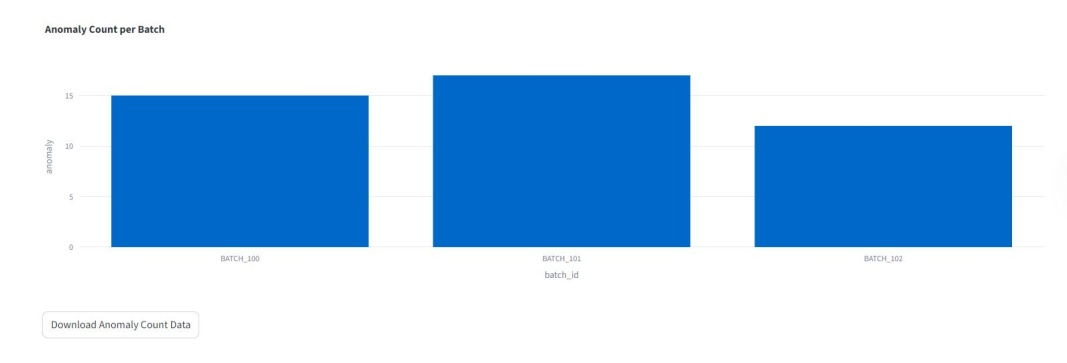 Anomaly Count per Batch
15
10
5
0
anomaly
BATCH_100 BATCH_101 BATCH_102
batch_id
Download Anomaly Count Data